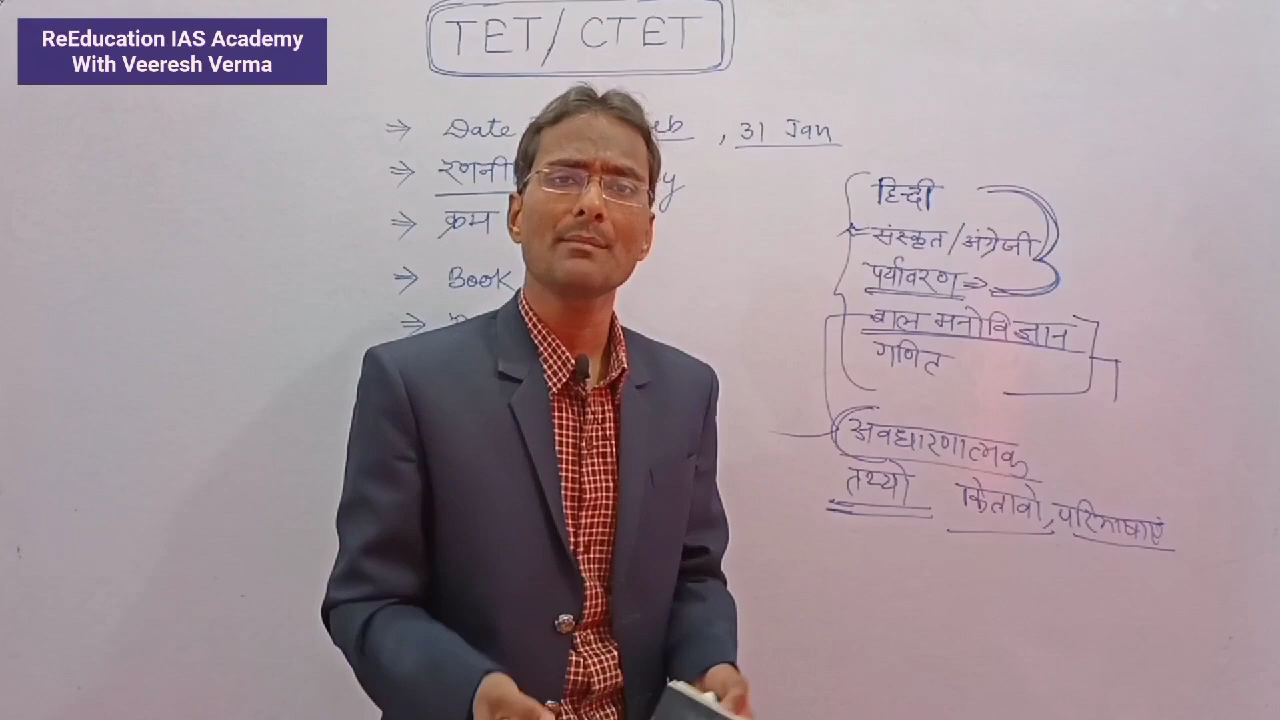 ReEducation IAS Academy
With Veeresh Verma
TET/CTET
⇒ Date eb , 31 Jan
⇒ रणनी y
⇒ क्रम
⇒ Book
हिन्दी
संस्कृत/अंग्रेजी
पर्यावरण ⇒
बाल मनोविज्ञान
गणित
अवधारणात्मक
तथ्यो किताबो, परिभाषाएं